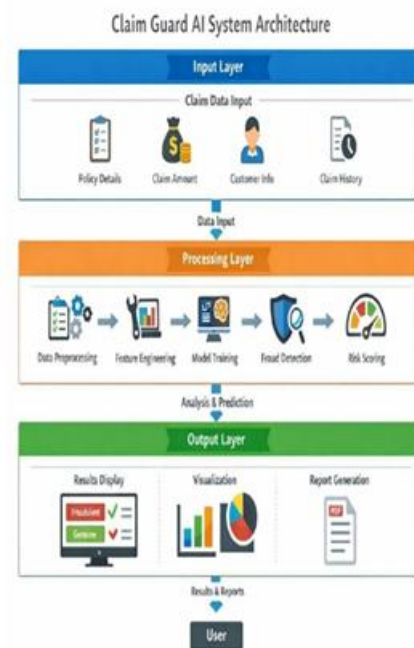 Claim Guard AI System Architecture
Input Layer
Claim Data Input
Policy Details Claim Amount Customer Info Claim History
Data Input
Processing Layer
Data Preprocessing Feature Engineering Model Training Fraud Detection Risk Scoring
Analysis & Prediction
Output Layer
Results Display Visualization Report Generation
Fraudulent
Genuine
PDF
Results & Reports
User